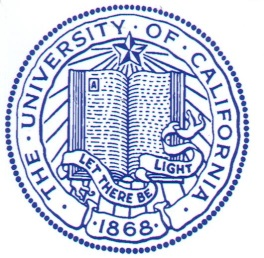 · THE · UNIVERSITY · OF · CALIFORNIA ·
A
LET THERE BE LIGHT
· 1868 ·